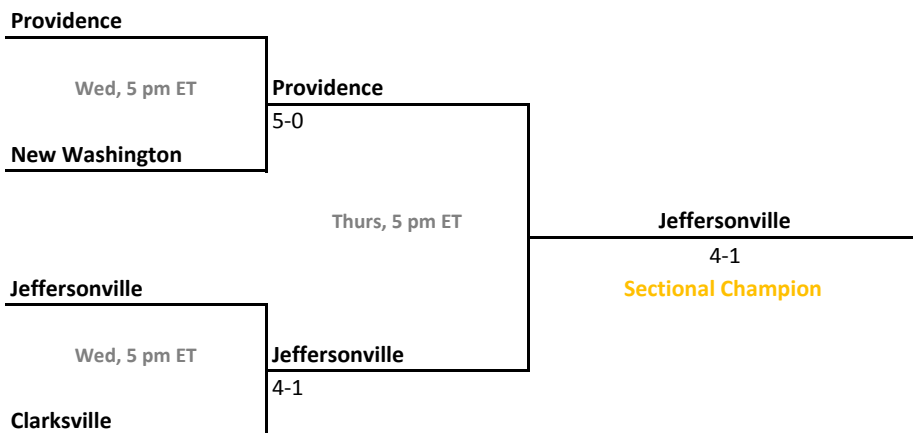 Providence
Wed, 5 pm ET
Providence
5-0
New Washington
Thurs, 5 pm ET
Jeffersonville
4-1
Sectional Champion
Jeffersonville
Wed, 5 pm ET
Jeffersonville
4-1
Clarksville